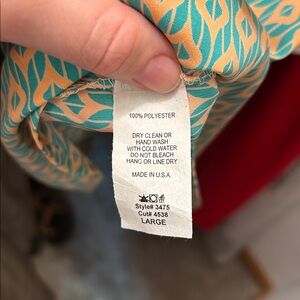 100% POLYESTER
DRY CLEAN OR
HAND WASH
WITH COLD WATER
DO NOT BLEACH
HANG OR LINE DRY
MADE IN U.S.A.
Style# 3475
Cut# 4538
LARGE